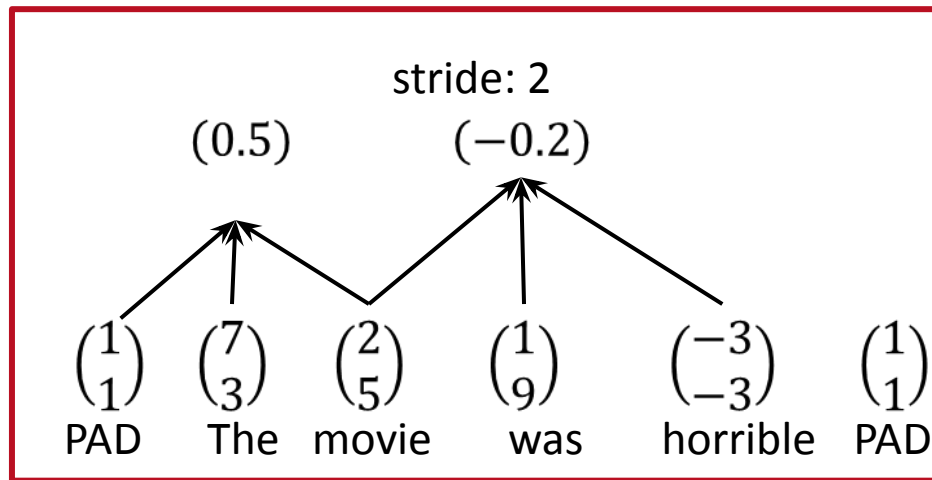 stride: 2
(0.5) (−0.2)
(1 1) (7 3) (2 5) (1 9) (−3 −3) (1 1)
PAD The movie was horrible PAD